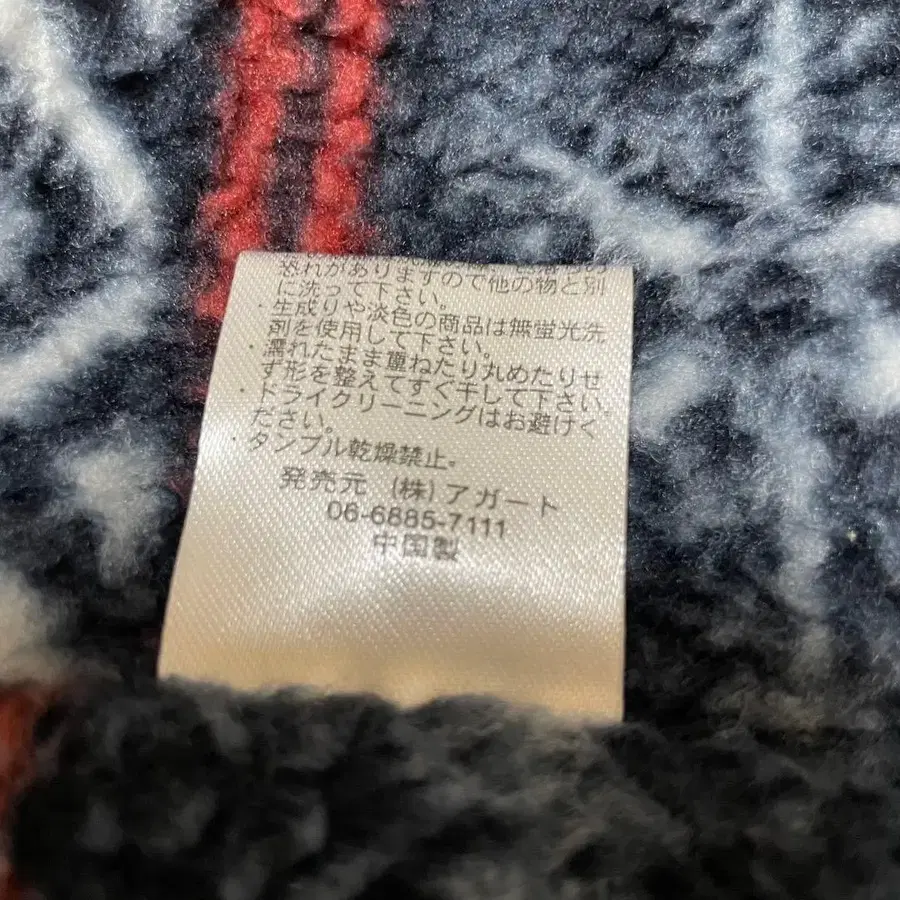 恐れがありますので他の物と別
に洗って下さい。
・生成りや淡色の商品は無蛍光洗
剤を使用して下さい。
・濡れたまま重ねたり丸めたりせ
ず形を整えてすぐ干して下さい。
・ドライクリーニングはお避けく
ださい。
・タンブル乾燥禁止。
発売元 (株)アガート
06-6885-7111
中国製